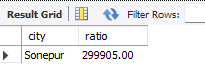 Result Grid Filter Rows:
city ratio
Sonepur 299905.00